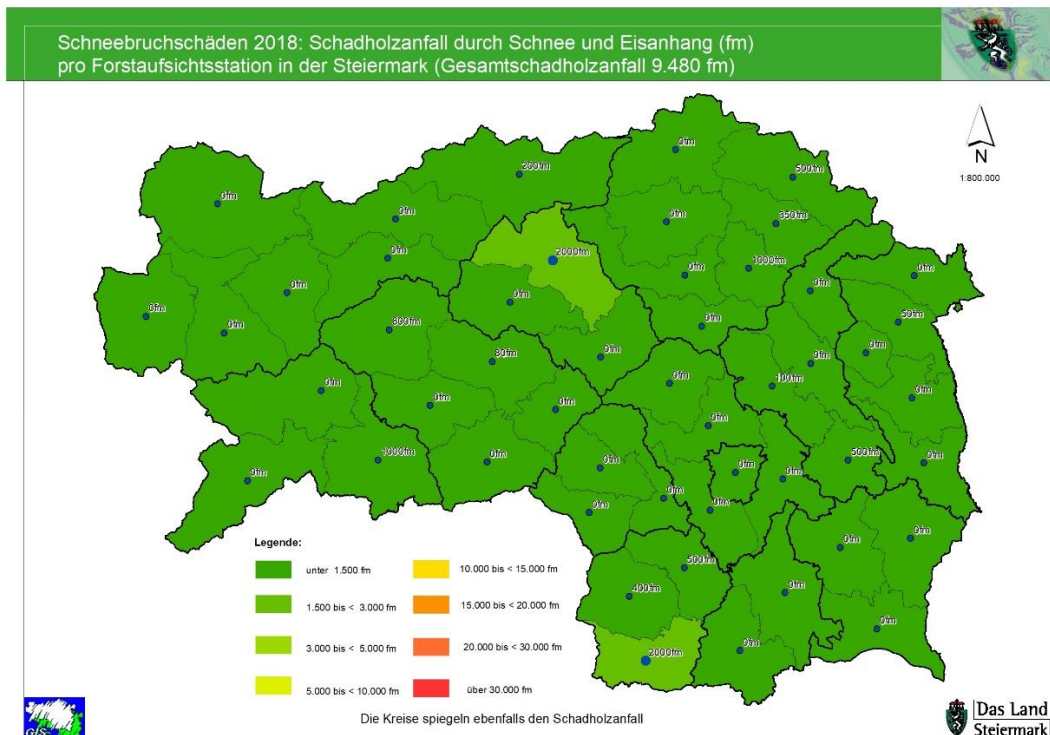 Schneebruchschäden 2018: Schadholzanfall durch Schnee und Eisanhang (fm)
pro Forstaufsichtsstation in der Steiermark (Gesamtschadholzanfall 9.480 fm)
N
1:800.000
0fm
500fm
200fm
0fm
0fm
0fm
350fm
0fm
2000fm
0fm
1000fm
0fm
0fm
0fm
0fm
0fm
0fm
600fm
0fm
50fm
80fm
0fm
0fm
0fm
0fm
0fm
100fm
0fm
0fm
0fm
0fm
0fm
1000fm
0fm
0fm
0fm
0fm
500fm
0fm
0fm
0fm
0fm
0fm
0fm
500fm
400fm
0fm
0fm
0fm
2000fm
Legende:
unter 1.500 fm
10.000 bis < 15.000 fm
1.500 bis < 3.000 fm
15.000 bis < 20.000 fm
3.000 bis < 5.000 fm
20.000 bis < 30.000 fm
5.000 bis < 10.000 fm
über 30.000 fm
Die Kreise spiegeln ebenfalls den Schadholzanfall
GIS
Das Land
Steiermark